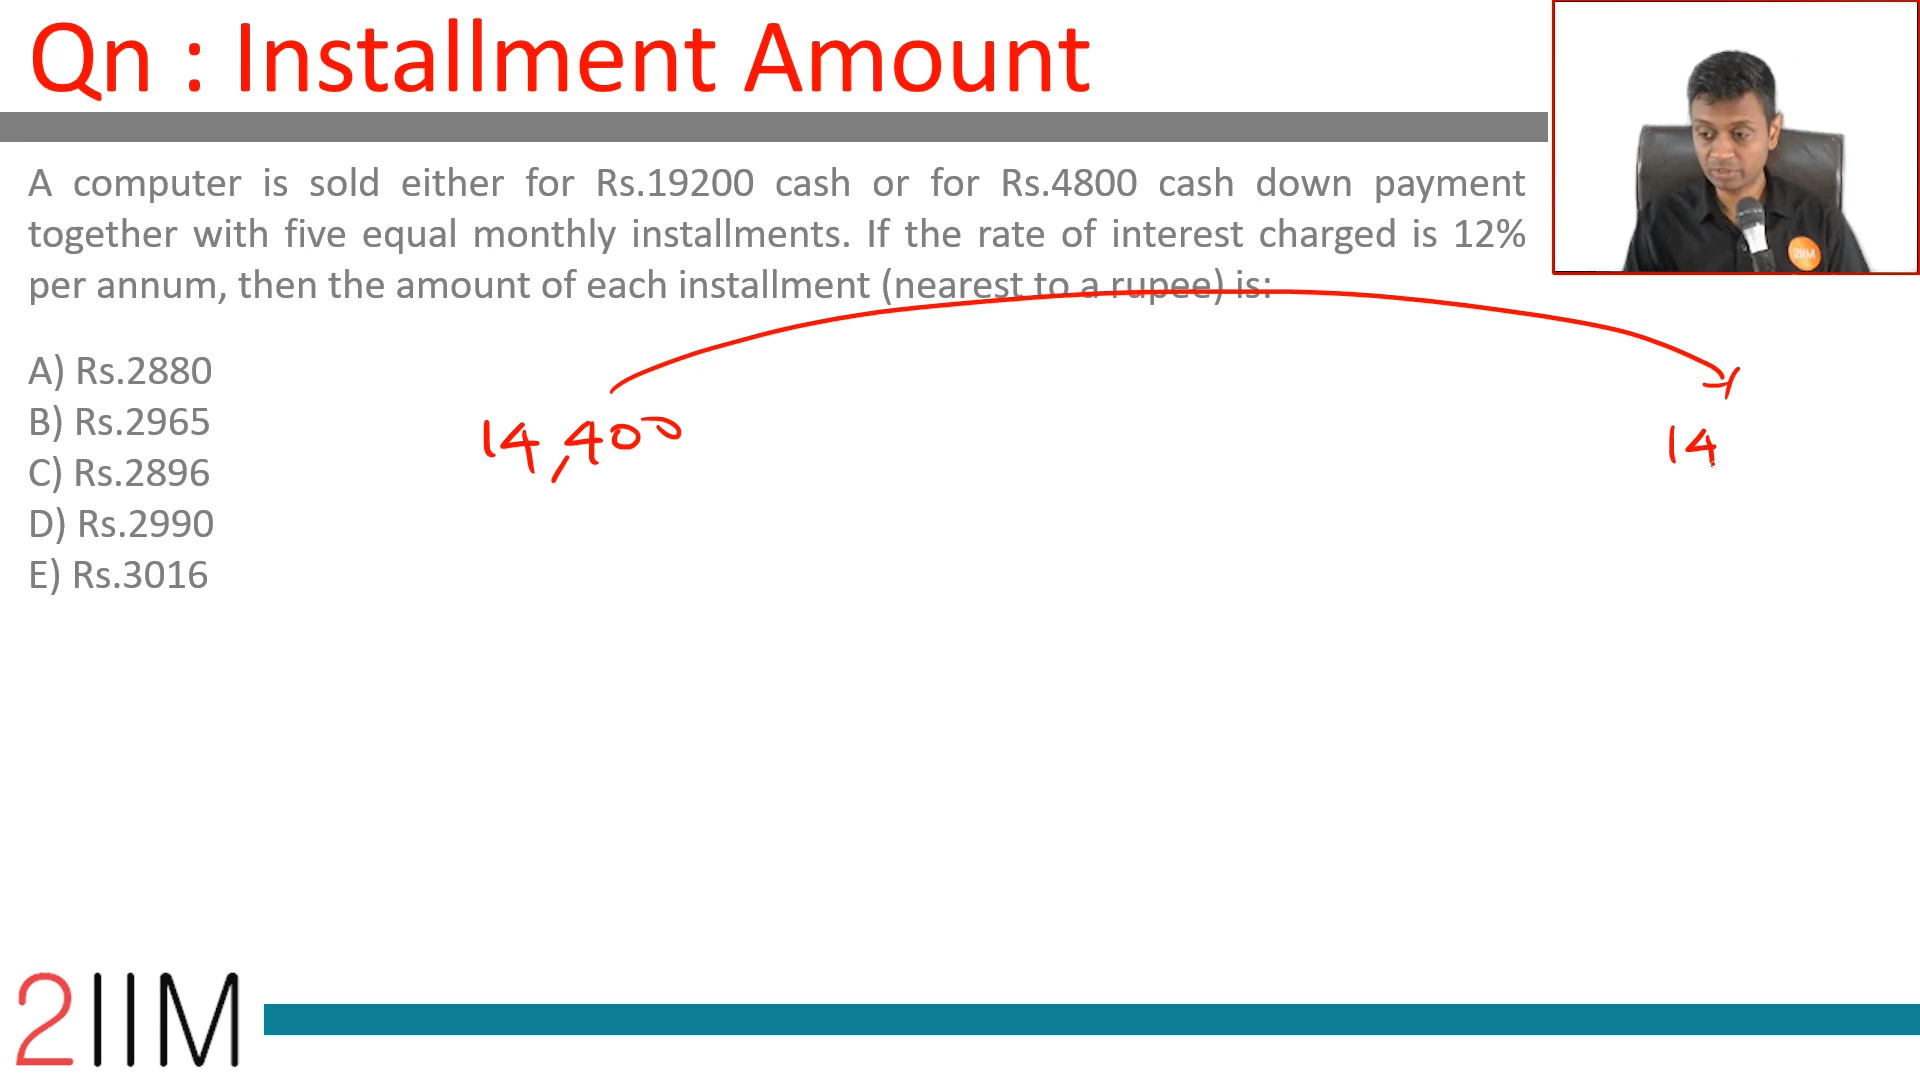 Qn : Installment Amount
A computer is sold either for Rs.19200 cash or for Rs.4800 cash down payment
together with five equal monthly installments. If the rate of interest charged is 12%
per annum, then the amount of each installment (nearest to a rupee) is:
A) Rs.2880
B) Rs.2965
C) Rs.2896
D) Rs.2990
E) Rs.3016
14,400
14
2IIM
2IIM